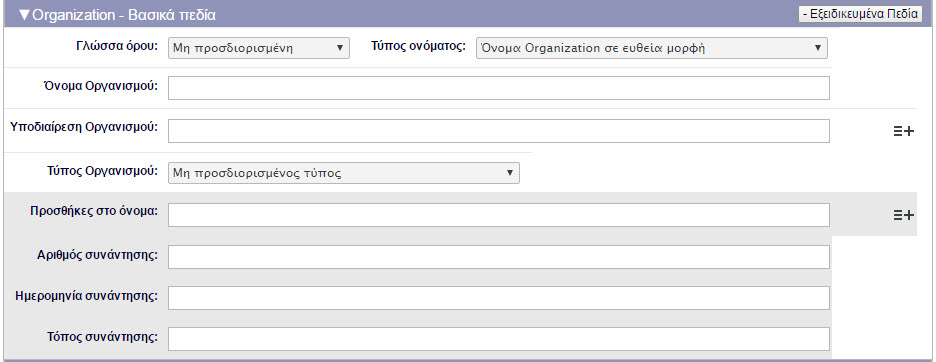 ▼Organization - Βασικά πεδία - Εξειδικευμένα Πεδία
Γλώσσα όρου: Μη προσδιορισμένη Τύπος ονόματος: Όνομα Organization σε ευθεία μορφή
Όνομα Οργανισμού:
Υποδιαίρεση Οργανισμού:
Τύπος Οργανισμού: Μη προσδιορισμένος τύπος
Προσθήκες στο όνομα:
Αριθμός συνάντησης:
Ημερομηνία συνάντησης:
Τόπος συνάντησης: